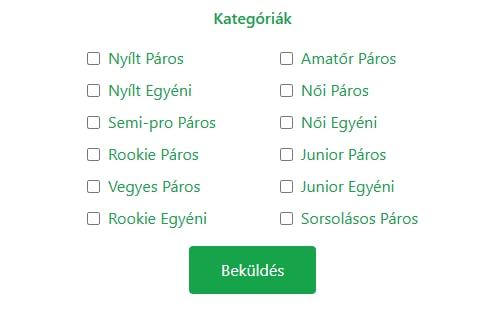 Kategóriák
Nyílt Páros
Amatőr Páros
Nyílt Egyéni
Női Páros
Semi-pro Páros
Női Egyéni
Rookie Páros
Junior Páros
Vegyes Páros
Junior Egyéni
Rookie Egyéni
Sorsolásos Páros
Beküldés